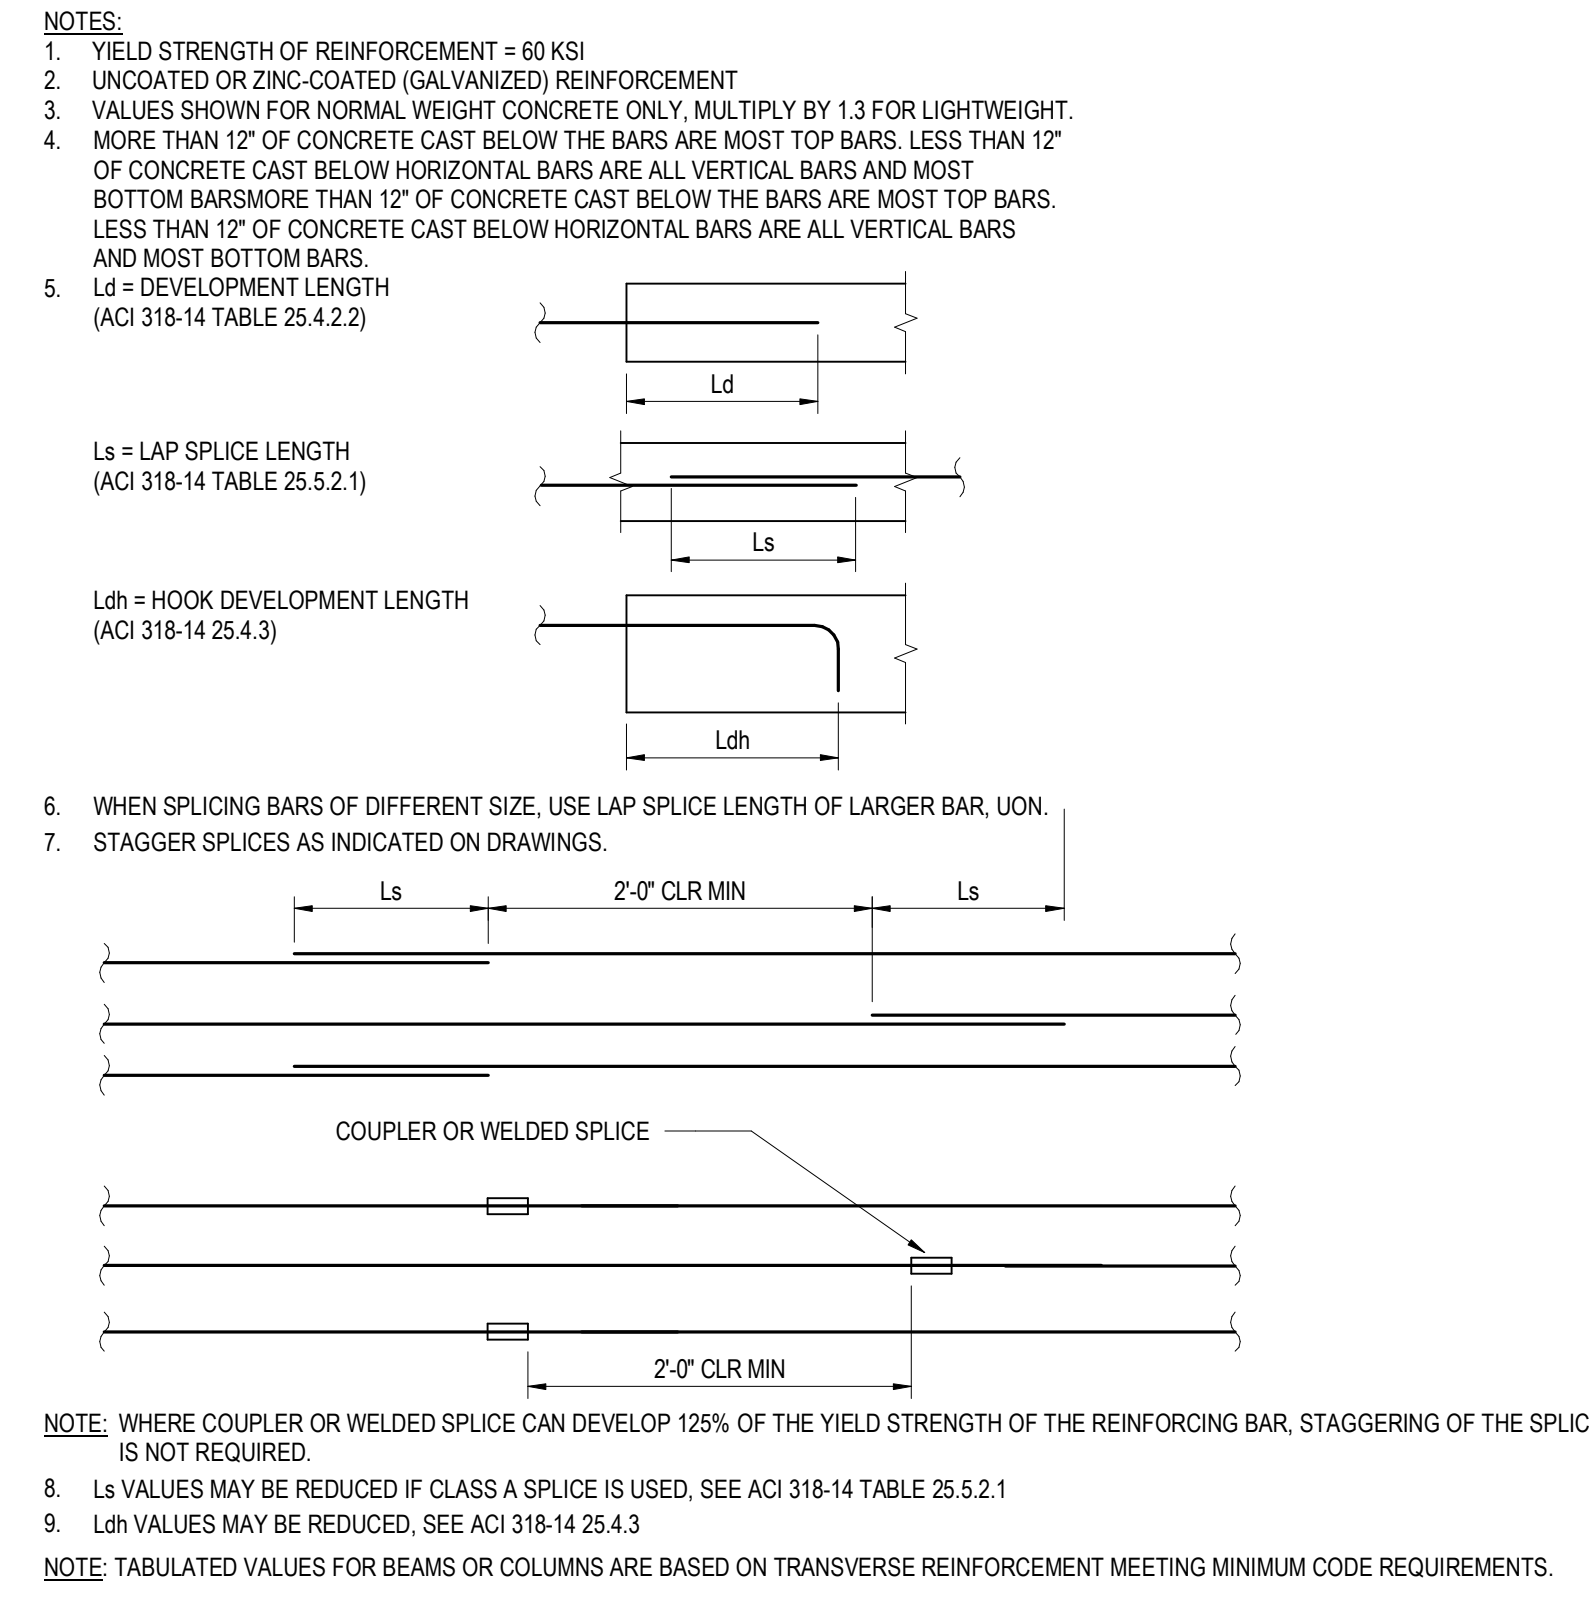 NOTES:
1. YIELD STRENGTH OF REINFORCEMENT = 60 KSI
2. UNCOATED OR ZINC-COATED (GALVANIZED) REINFORCEMENT
3. VALUES SHOWN FOR NORMAL WEIGHT CONCRETE ONLY, MULTIPLY BY 1.3 FOR LIGHTWEIGHT.
4. MORE THAN 12" OF CONCRETE CAST BELOW THE BARS ARE MOST TOP BARS. LESS THAN 12"
OF CONCRETE CAST BELOW HORIZONTAL BARS ARE ALL VERTICAL BARS AND MOST
BOTTOM BARSMORE THAN 12" OF CONCRETE CAST BELOW THE BARS ARE MOST TOP BARS.
LESS THAN 12" OF CONCRETE CAST BELOW HORIZONTAL BARS ARE ALL VERTICAL BARS
AND MOST BOTTOM BARS.
5. Ld = DEVELOPMENT LENGTH
(ACI 318-14 TABLE 25.4.2.2)
Ld
Ls = LAP SPLICE LENGTH
(ACI 318-14 TABLE 25.5.2.1)
Ls
Ldh = HOOK DEVELOPMENT LENGTH
(ACI 318-14 25.4.3)
Ldh
6. WHEN SPLICING BARS OF DIFFERENT SIZE, USE LAP SPLICE LENGTH OF LARGER BAR, UON.
7. STAGGER SPLICES AS INDICATED ON DRAWINGS.
Ls 2'-0" CLR MIN Ls
COUPLER OR WELDED SPLICE
2'-0" CLR MIN
NOTE: WHERE COUPLER OR WELDED SPLICE CAN DEVELOP 125% OF THE YIELD STRENGTH OF THE REINFORCING BAR, STAGGERING OF THE SPLIC
IS NOT REQUIRED.
8. Ls VALUES MAY BE REDUCED IF CLASS A SPLICE IS USED, SEE ACI 318-14 TABLE 25.5.2.1
9. Ldh VALUES MAY BE REDUCED, SEE ACI 318-14 25.4.3
NOTE: TABULATED VALUES FOR BEAMS OR COLUMNS ARE BASED ON TRANSVERSE REINFORCEMENT MEETING MINIMUM CODE REQUIREMENTS.